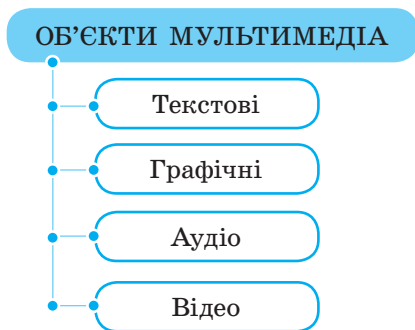 ОБ’ЄКТИ МУЛЬТИМЕДІА
Текстові
Графічні
Аудіо
Відео